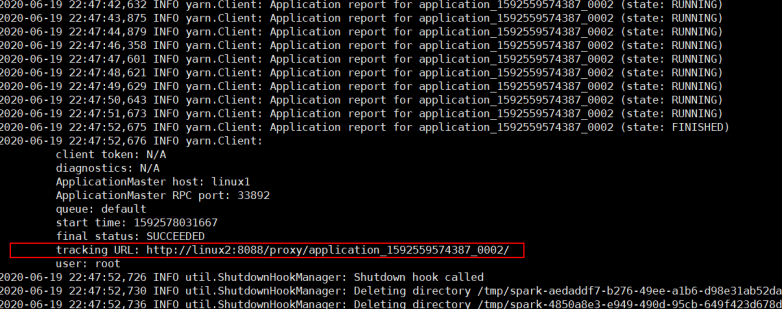 2020-06-19 22:47:42,632 INFO yarn.Client: Application report for application_1592559574387_0002 (state: RUNNING)
2020-06-19 22:47:43,875 INFO yarn.Client: Application report for application_1592559574387_0002 (state: RUNNING)
2020-06-19 22:47:44,879 INFO yarn.Client: Application report for application_1592559574387_0002 (state: RUNNING)
2020-06-19 22:47:46,358 INFO yarn.Client: Application report for application_1592559574387_0002 (state: RUNNING)
2020-06-19 22:47:47,601 INFO yarn.Client: Application report for application_1592559574387_0002 (state: RUNNING)
2020-06-19 22:47:48,621 INFO yarn.Client: Application report for application_1592559574387_0002 (state: RUNNING)
2020-06-19 22:47:49,629 INFO yarn.Client: Application report for application_1592559574387_0002 (state: RUNNING)
2020-06-19 22:47:50,643 INFO yarn.Client: Application report for application_1592559574387_0002 (state: RUNNING)
2020-06-19 22:47:51,673 INFO yarn.Client: Application report for application_1592559574387_0002 (state: RUNNING)
2020-06-19 22:47:52,675 INFO yarn.Client: Application report for application_1592559574387_0002 (state: FINISHED)
2020-06-19 22:47:52,676 INFO yarn.Client:
client token: N/A
diagnostics: N/A
ApplicationMaster host: linux1
ApplicationMaster RPC port: 33892
queue: default
start time: 1592578031667
final status: SUCCEEDED
tracking URL: http://linux2:8088/proxy/application_1592559574387_0002/
user: root
2020-06-19 22:47:52,726 INFO util.ShutdownHookManager: Shutdown hook called
2020-06-19 22:47:52,730 INFO util.ShutdownHookManager: Deleting directory /tmp/spark-aedaddf7-b276-49ee-a1b6-d98e31ab52da
2020-06-19 22:47:52,736 INFO util.ShutdownHookManager: Deleting directory /tmp/spark-4850a8e3-e949-490d-95cb-649f423d678d